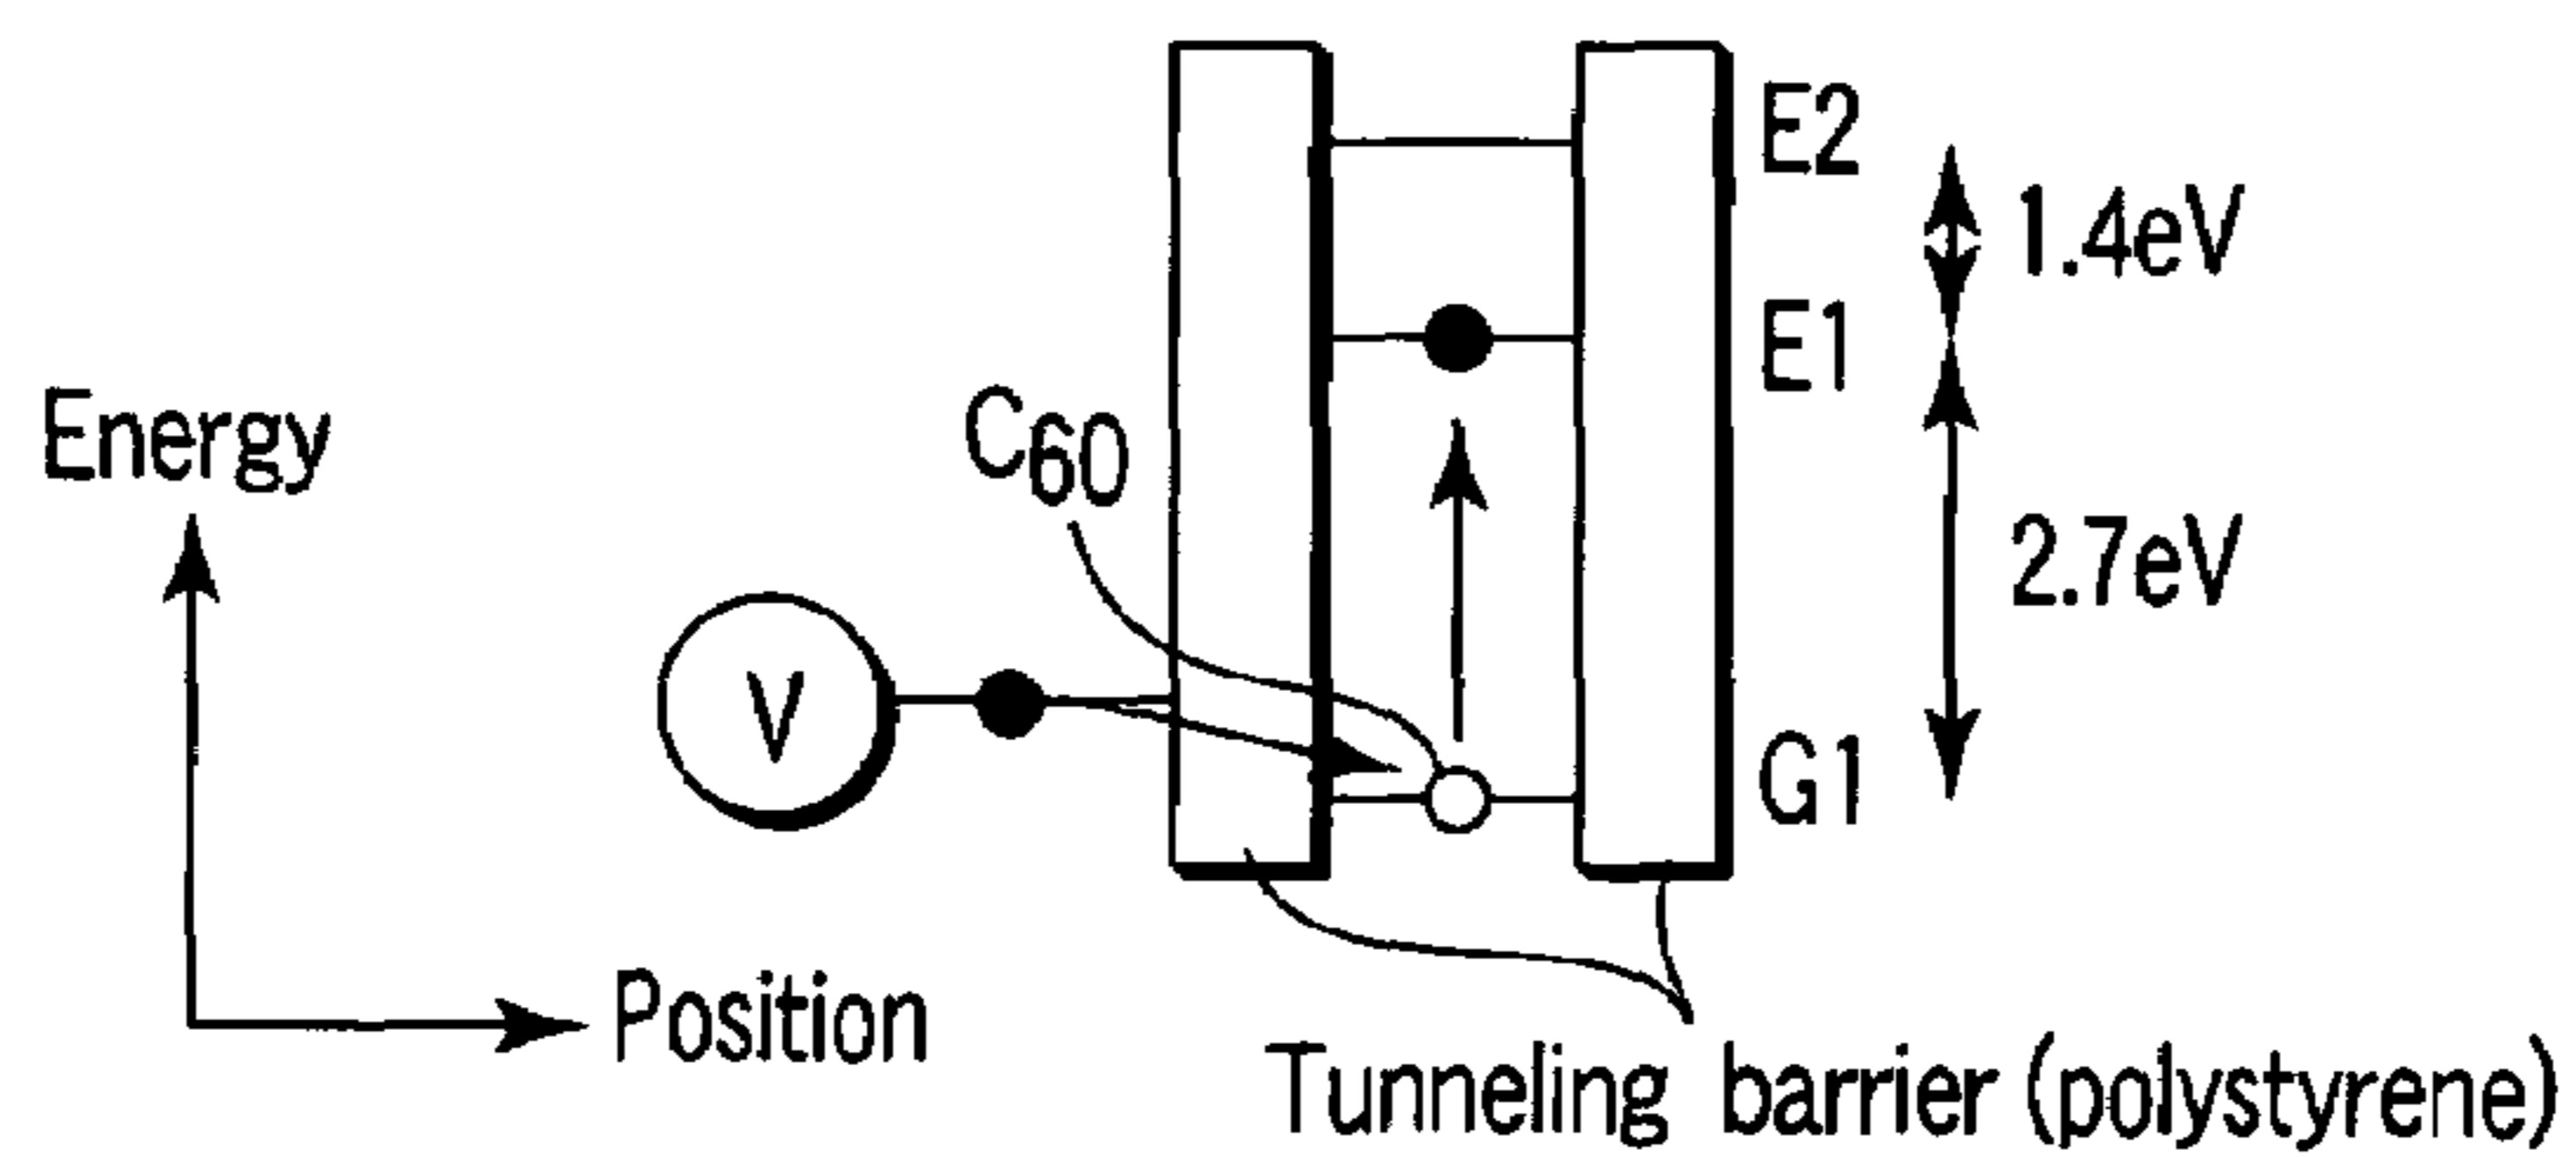 E2
1.4eV
E1
Energy
C60
2.7eV
V
G1
Position
Tunneling barrier (polystyrene)